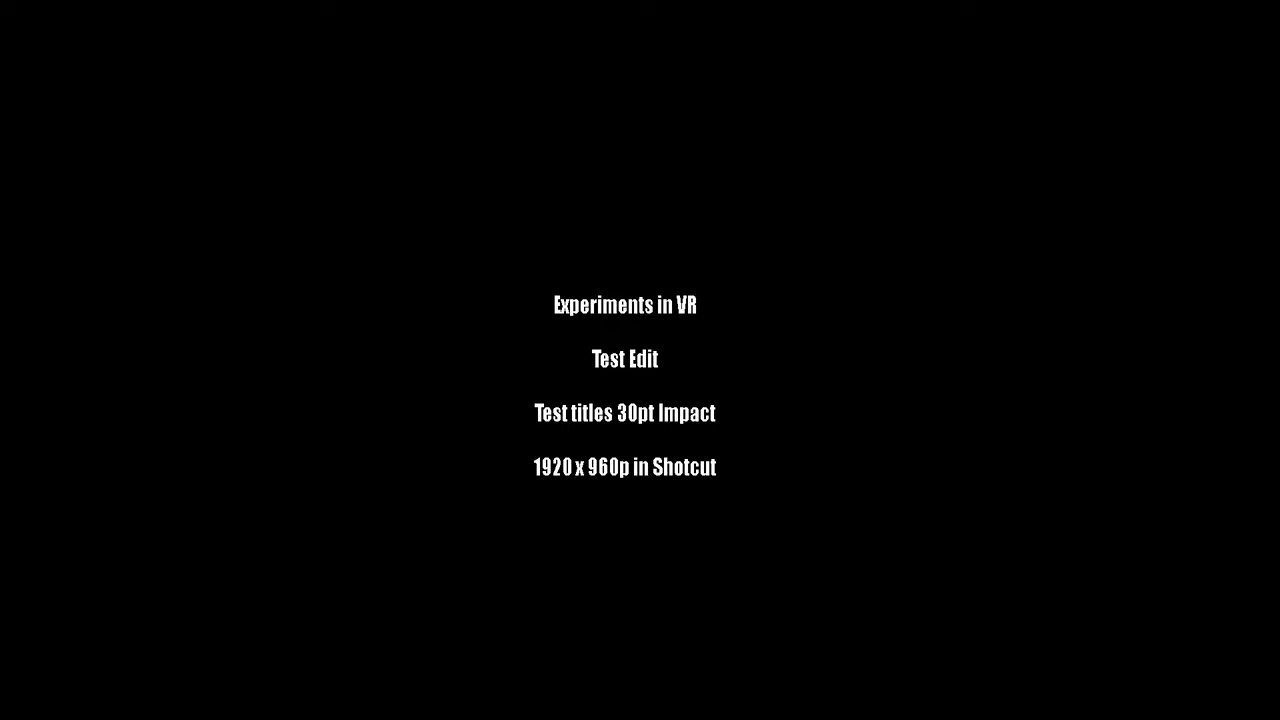 Experiments in VR
Test Edit
Test titles 30pt Impact
1920 x 960p in Shotcut